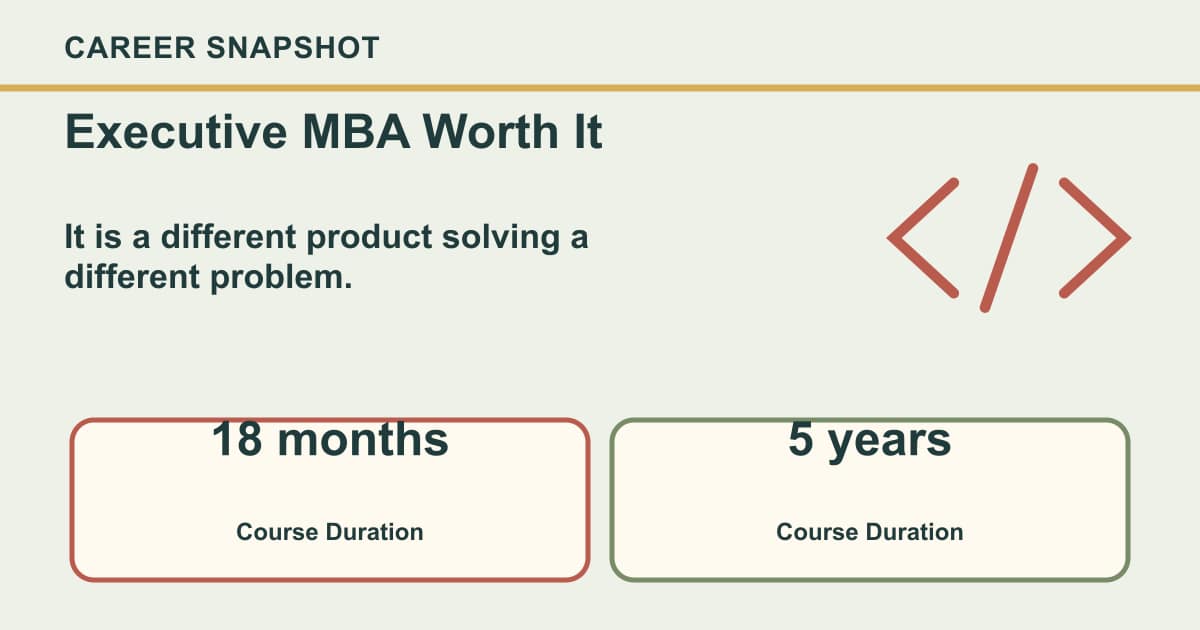 CAREER SNAPSHOT
Executive MBA Worth It
It is a different product solving a
different problem.
18 months
Course Duration
5 years
Course Duration